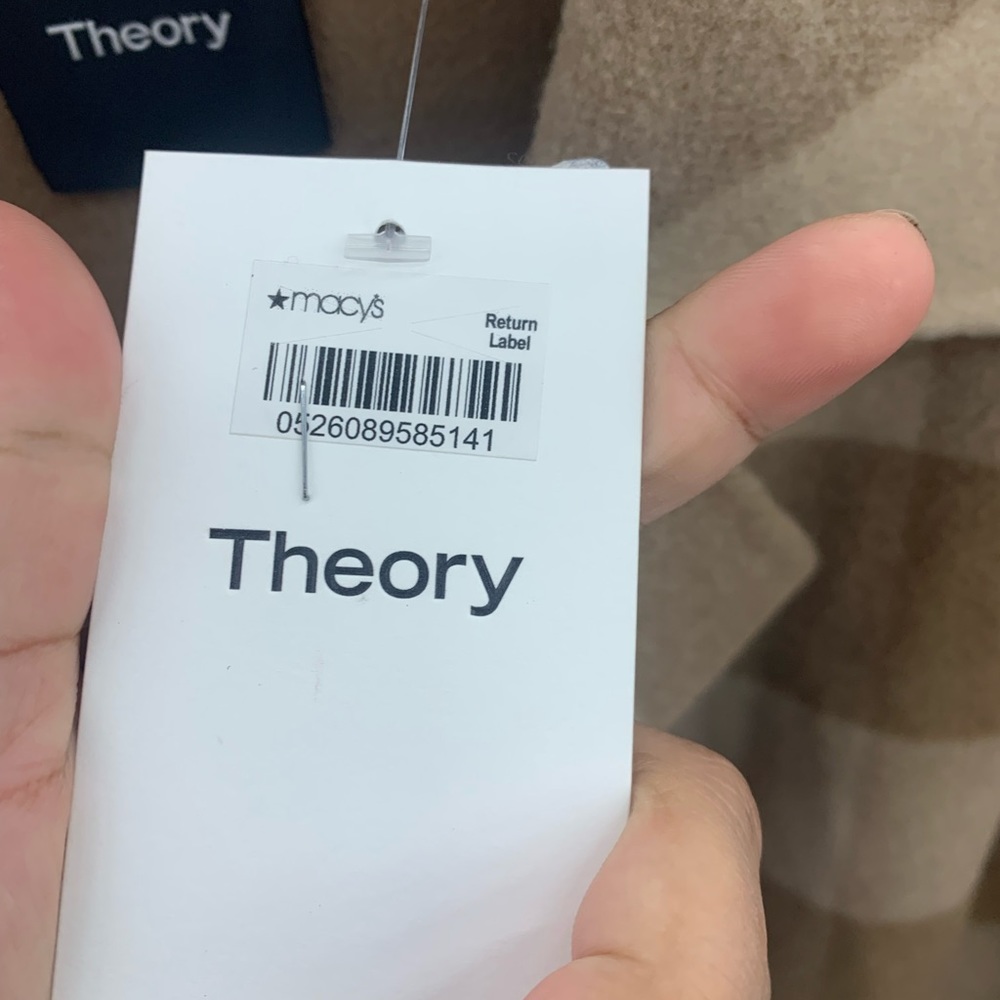 Theory
★macy's
Return
Label
0526089585141
Theory